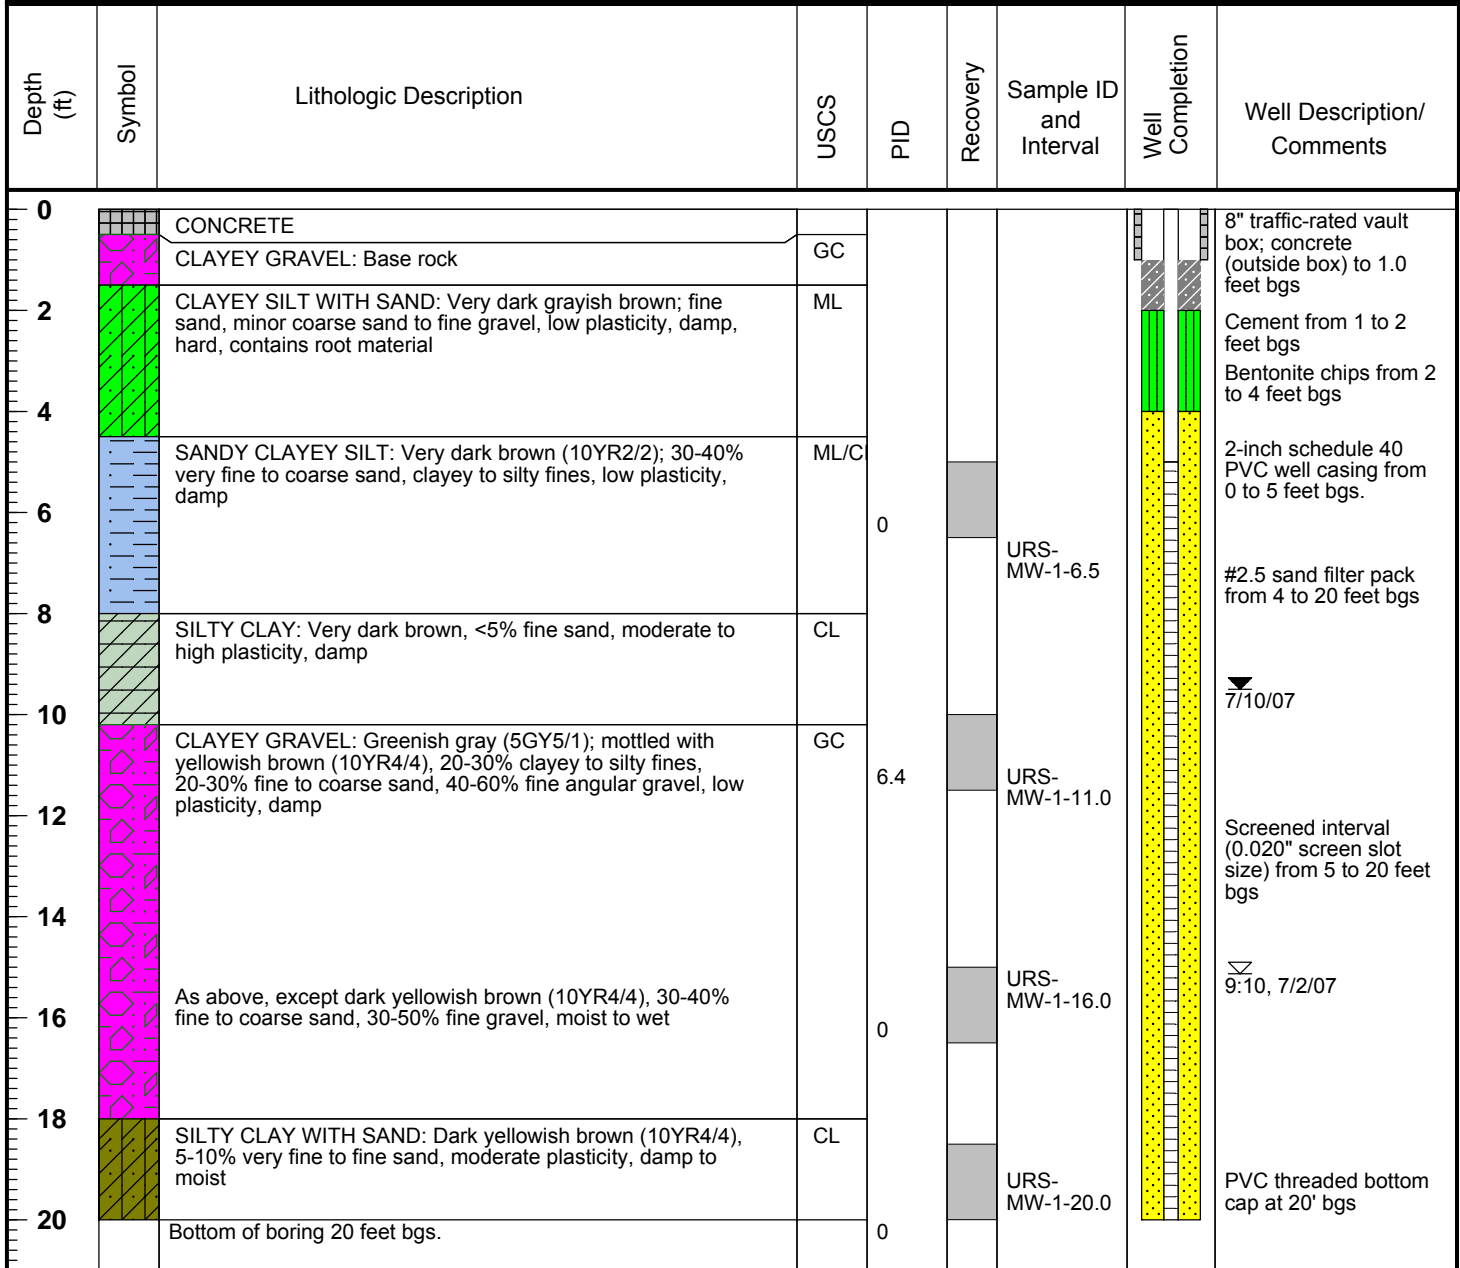 Depth
(ft)
Symbol
Lithologic Description
USCS
PID
Recovery
Sample ID
and
Interval
Well
Completion
Well Description/
Comments
0
CONCRETE
8" traffic-rated vault
box; concrete
(outside box) to 1.0
feet bgs
CLAYEY GRAVEL: Base rock
GC
2
CLAYEY SILT WITH SAND: Very dark grayish brown; fine
sand, minor coarse sand to fine gravel, low plasticity, damp,
hard, contains root material
ML
Cement from 1 to 2
feet bgs
Bentonite chips from 2
to 4 feet bgs
4
SANDY CLAYEY SILT: Very dark brown (10YR2/2); 30-40%
very fine to coarse sand, clayey to silty fines, low plasticity,
damp
ML/Cl
2-inch schedule 40
PVC well casing from
0 to 5 feet bgs.
6
0
URS-
MW-1-6.5
#2.5 sand filter pack
from 4 to 20 feet bgs
8
SILTY CLAY: Very dark brown, <5% fine sand, moderate to
high plasticity, damp
CL
7/10/07
10
CLAYEY GRAVEL: Greenish gray (5GY5/1); mottled with
yellowish brown (10YR4/4), 20-30% clayey to silty fines,
20-30% fine to coarse sand, 40-60% fine angular gravel, low
plasticity, damp
GC
6.4
URS-
MW-1-11.0
12
Screened interval
(0.020" screen slot
size) from 5 to 20 feet
bgs
14
As above, except dark yellowish brown (10YR4/4), 30-40%
fine to coarse sand, 30-50% fine gravel, moist to wet
URS-
MW-1-16.0
9:10, 7/2/07
16
0
18
SILTY CLAY WITH SAND: Dark yellowish brown (10YR4/4),
5-10% very fine to fine sand, moderate plasticity, damp to
moist
CL
URS-
MW-1-20.0
PVC threaded bottom
cap at 20' bgs
20
Bottom of boring 20 feet bgs.
0